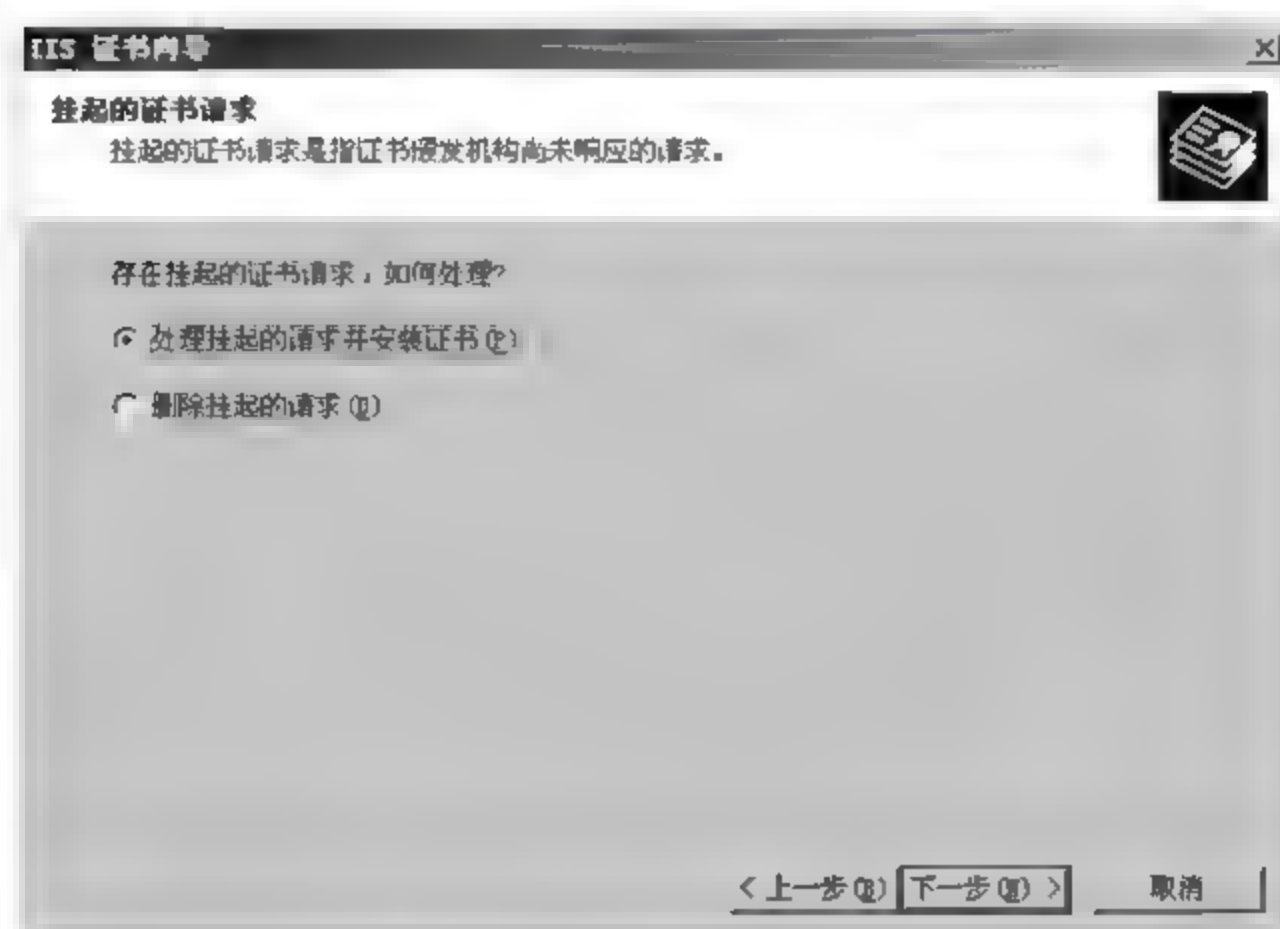 IIS 证书向导
挂起的证书请求
挂起的证书请求是指证书授发机构尚未响应的请求。
存在挂起的证书请求，如何处理?
处理挂起的请求并安装证书(P)
删除挂起的请求(D)
< 上一步(B) 下一步(N) > 取消